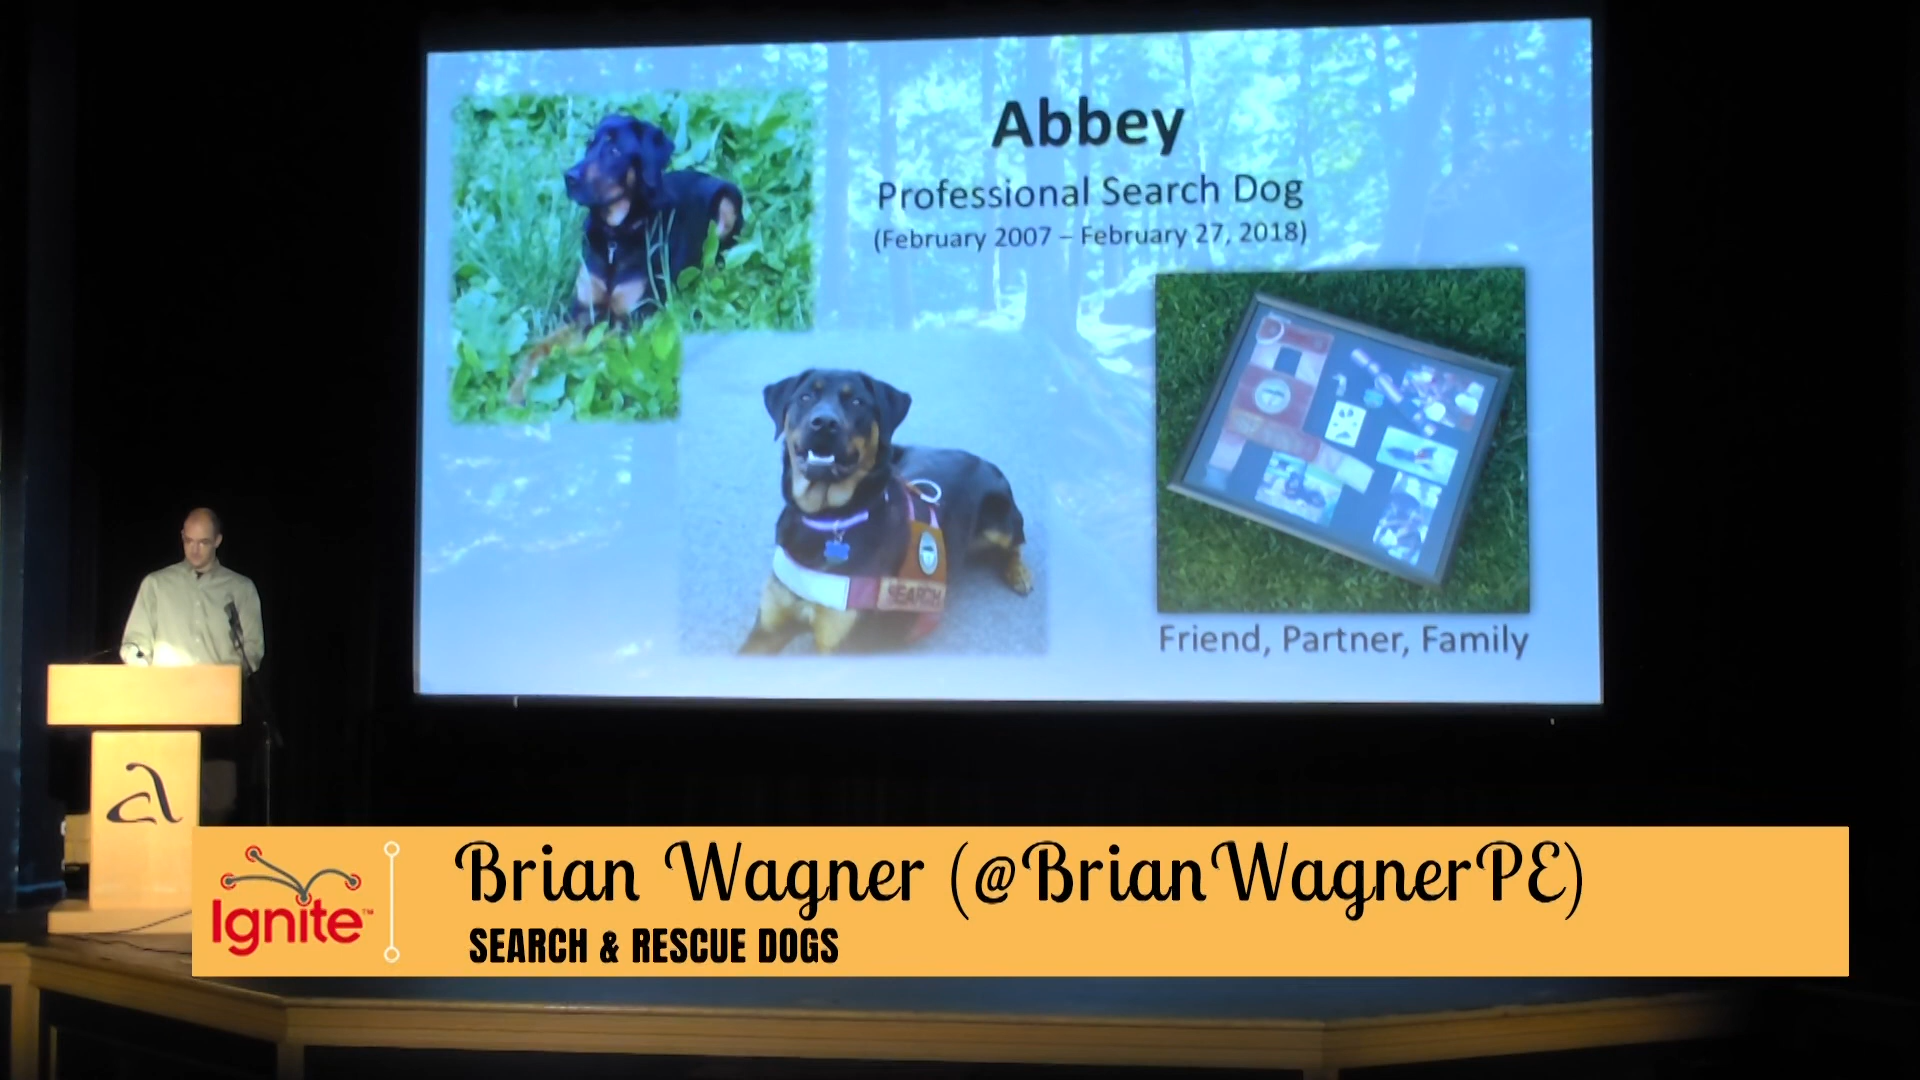 Abbey
Professional Search Dog
(February 2007 – February 27, 2018)
SEARCH
Friend, Partner, Family
a
Ignite™
Brian Wagner (@BrianWagnerPE)
SEARCH & RESCUE DOGS